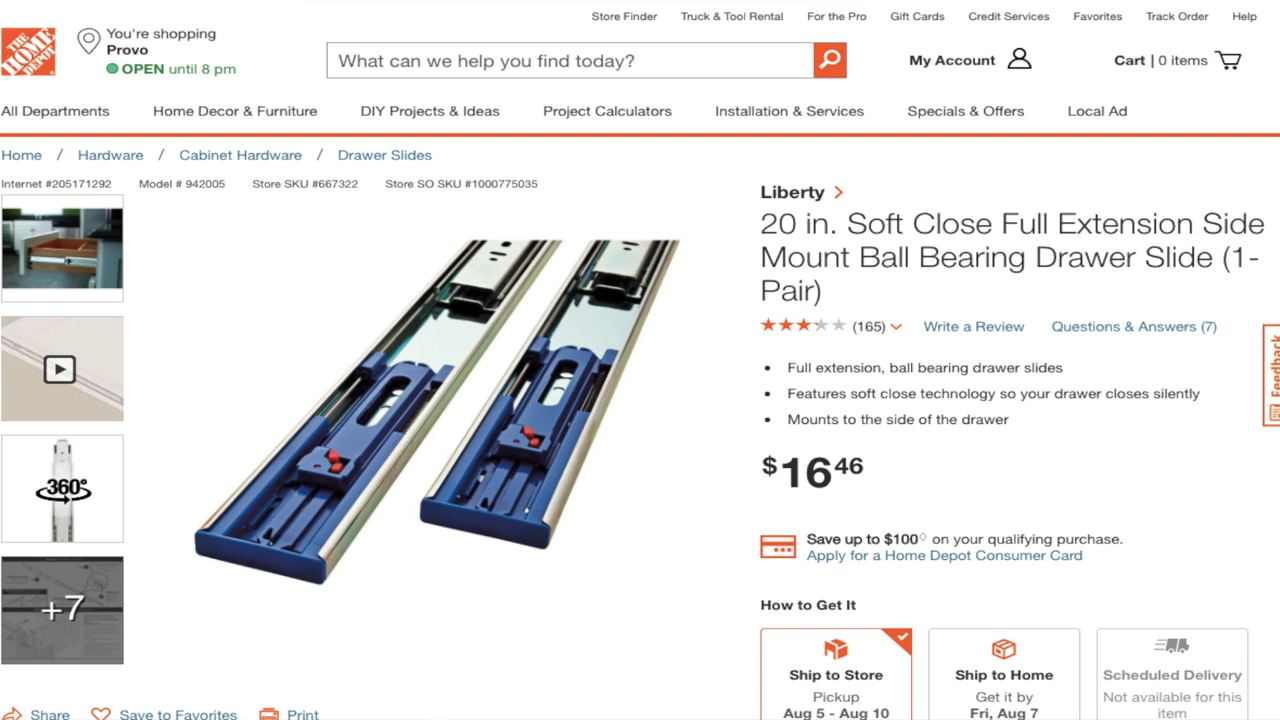 Store Finder Truck & Tool Rental For the Pro Gift Cards Credit Services Favorites Track Order Help
THE
HOME
DEPOT
You're shopping
Provo
OPEN until 8 pm
What can we help you find today?
My Account
Cart | 0 items
All Departments Home Decor & Furniture DIY Projects & Ideas Project Calculators Installation & Services Specials & Offers Local Ad
Home / Hardware / Cabinet Hardware / Drawer Slides
Internet #205171292 Model # 942005 Store SKU #667322 Store SO SKU #1000775035
360°
+7
Share Save to Favorites Print
Liberty
20 in. Soft Close Full Extension Side
Mount Ball Bearing Drawer Slide (1-
Pair)
(165) Write a Review Questions & Answers (7)
• Full extension, ball bearing drawer slides
• Features soft close technology so your drawer closes silently
• Mounts to the side of the drawer
$16 46
Save up to $100◊ on your qualifying purchase.
Apply for a Home Depot Consumer Card
How to Get It
Ship to Store
Pickup
Aug 5 - Aug 10
Ship to Home
Get it by
Fri, Aug 7
Scheduled Delivery
Not available for this
item
Feedback